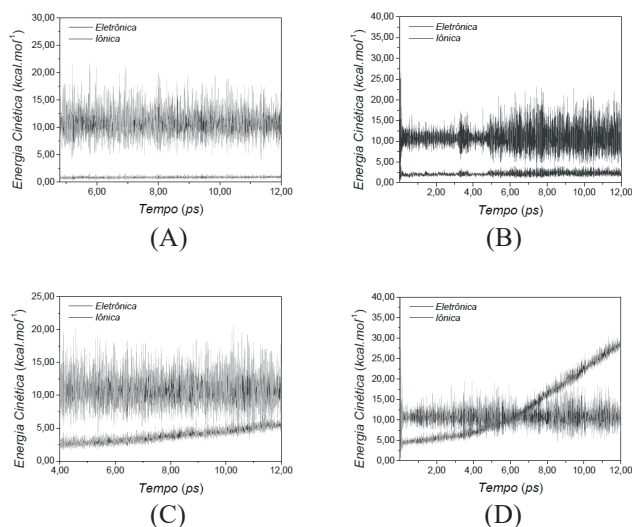 Energia Cinética (kcal.mol⁻¹)
30,00
25,00
20,00
15,00
10,00
5,00
0,00
Eletrônica
Iônica
6,00 8,00 10,00 12,00
Tempo (ps)
(A)
Energia Cinética (kcal.mol⁻¹)
40,00
35,00
30,00
25,00
20,00
15,00
10,00
5,00
0,00
Eletrônica
Iônica
2,00 4,00 6,00 8,00 10,00 12,00
Tempo (ps)
(B)
Energia Cinética (kcal.mol⁻¹)
25,00
20,00
15,00
10,00
5,00
0,00
Eletrônica
Iônica
4,00 6,00 8,00 10,00 12,00
Tempo (ps)
(C)
Energia Cinética (kcal.mol⁻¹)
40,00
35,00
30,00
25,00
20,00
15,00
10,00
5,00
0,00
Eletrônica
Iônica
2,00 4,00 6,00 8,00 10,00 12,00
Tempo (ps)
(D)